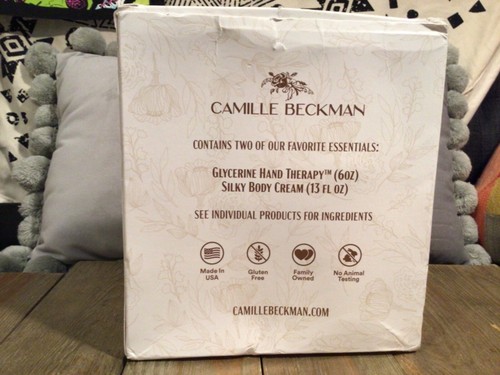 CAMILLE BECKMAN
CONTAINS TWO OF OUR FAVORITE ESSENTIALS:
GLYCERINE HAND THERAPY™ (6OZ)
SILKY BODY CREAM (13 FL OZ)
SEE INDIVIDUAL PRODUCTS FOR INGREDIENTS
Made In USA
Gluten Free
Family Owned
No Animal Testing
CAMILLEBECKMAN.COM